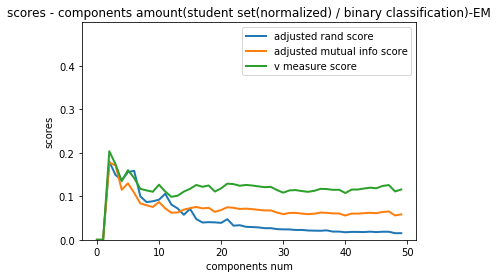 scores - components amount(student set(normalized) / binary classification)-EM
adjusted rand score
adjusted mutual info score
v measure score
scores
0.4
0.3
0.2
0.1
0.0
0
10
20
30
40
50
components num